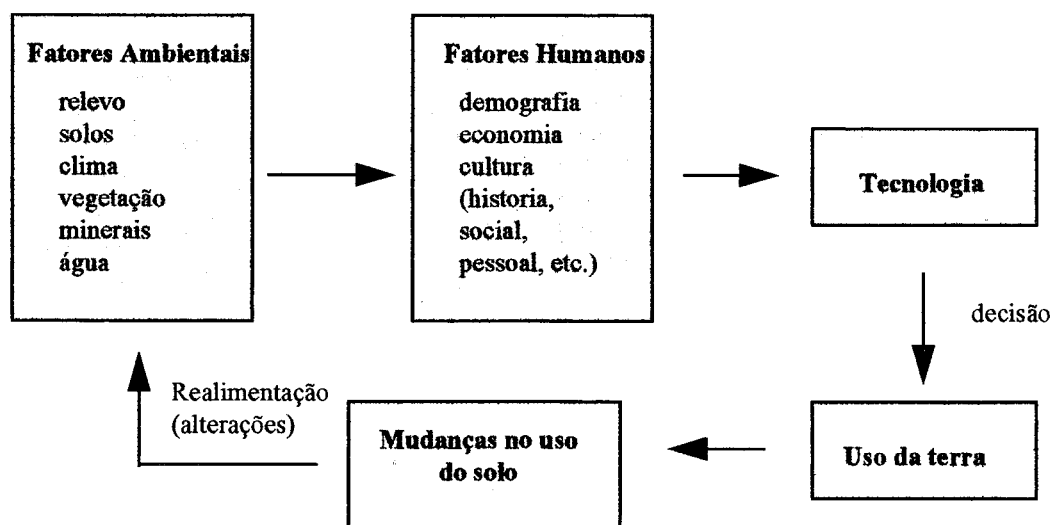 Fatores Ambientais
relevo
solos
clima
vegetação
minerais
água
Fatores Humanos
demografia
economia
cultura
(historia,
social,
pessoal, etc.)
Tecnologia
decisão
Uso da terra
Mudanças no uso
do solo
Realimentação
(alterações)